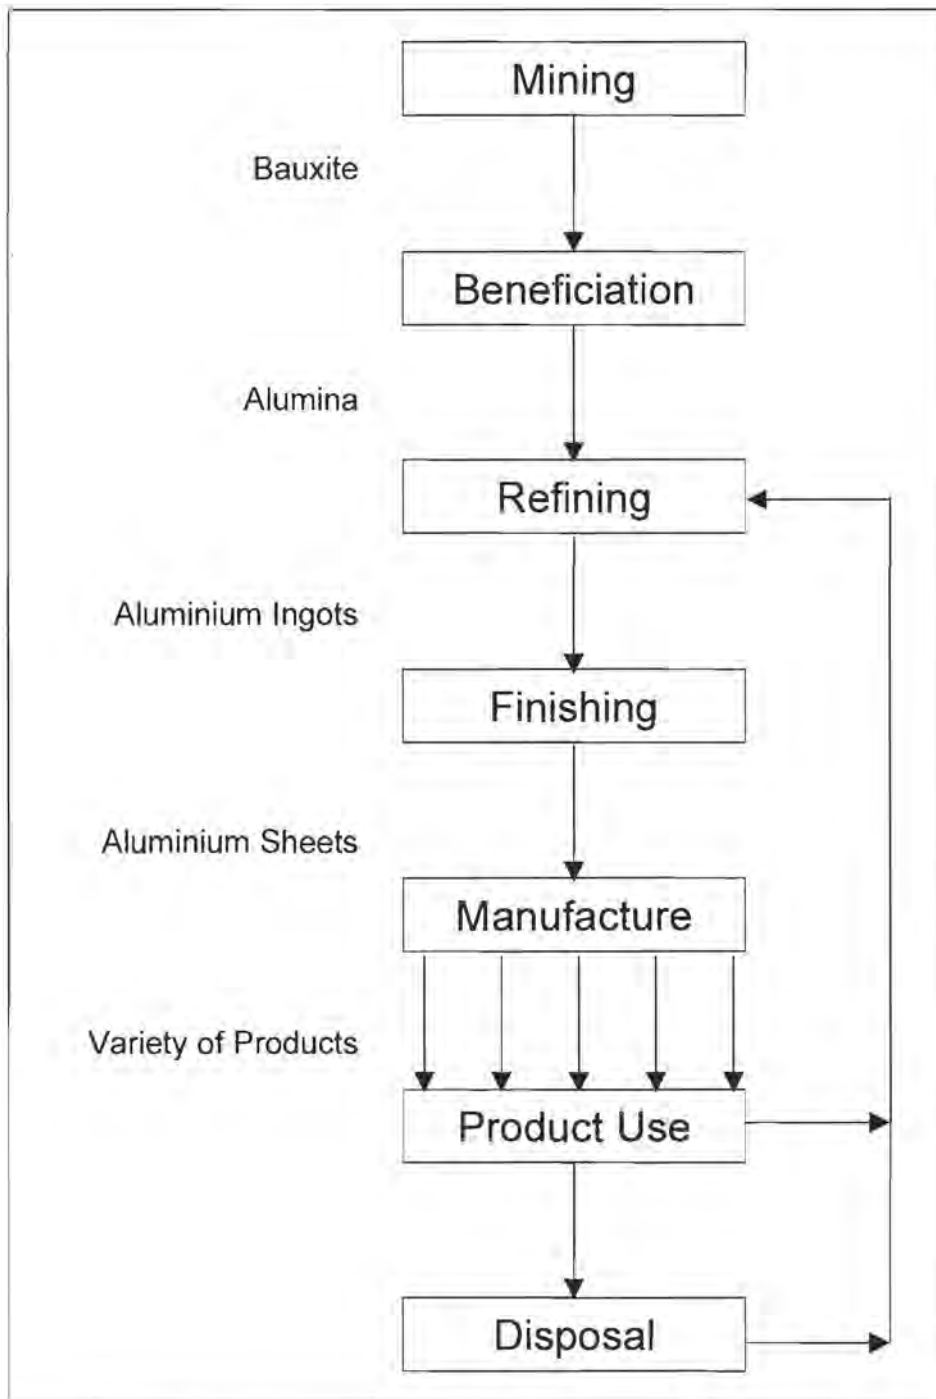 Mining
Bauxite
Beneficiation
Alumina
Refining
Aluminium Ingots
Finishing
Aluminium Sheets
Manufacture
Variety of Products
Product Use
Disposal